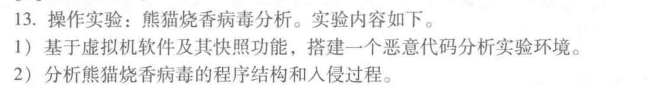 13. 操作实验：熊猫烧香病毒分析。实验内容如下。
1）基于虚拟机软件及其快照功能，搭建一个恶意代码分析实验环境。
2）分析熊猫烧香病毒的程序结构和入侵过程。